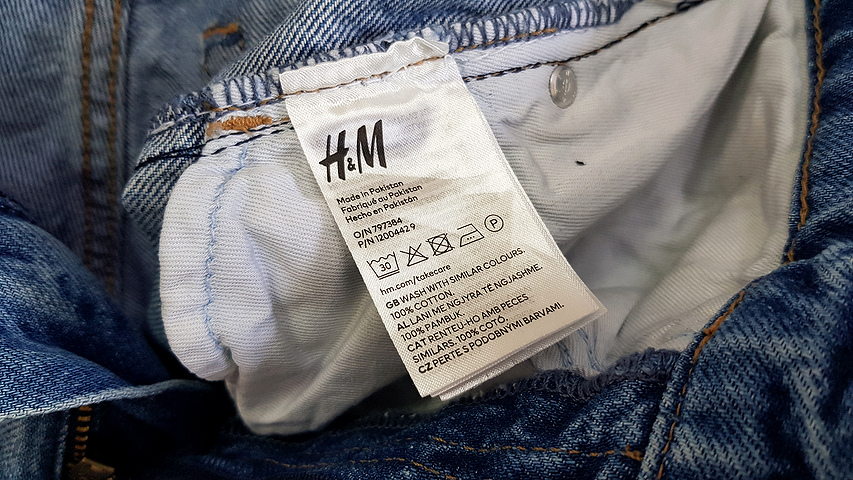 H&M
Made in Pakistan
Fabriqué au Pakistan
Hecho en Pakistán
O/N 797384
P/N 12004429
30
P
hm.com/takecare
GB WASH WITH SIMILAR COLOURS.
100% COTTON.
AL LANI ME NGJYRA TË NGJASHME.
100% PAMBUK.
CAT RENTEU-HO AMB PECES
SIMILARS. 100% COTÓ.
CZ PERTE S PODOBNÝMI BARVAMI.